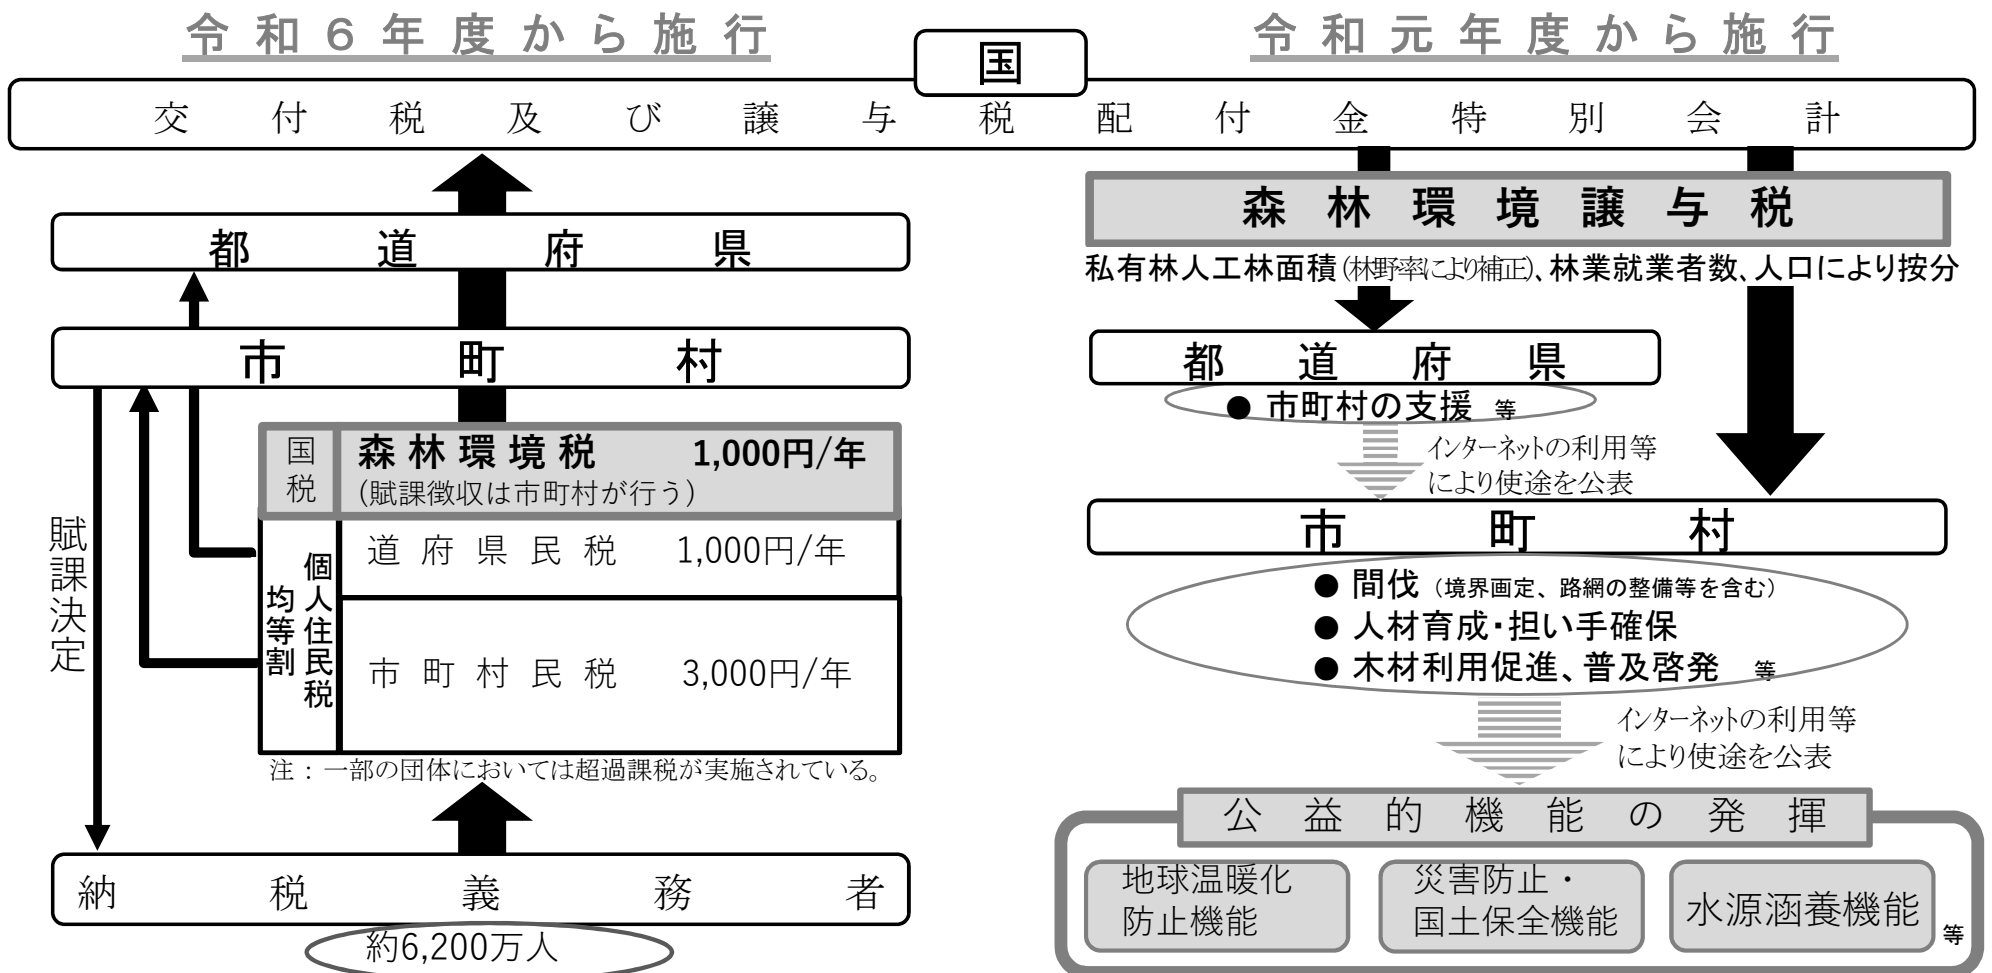 令和６年度から施行
令和元年度から施行
国
交付税及び譲与税配付金特別会計
都道府県
市町村
国税
森林環境税 1,000円/年
(賦課徴収は市町村が行う)
個人住民税
均等割
道府県民税 1,000円/年
市町村民税 3,000円/年
注：一部の団体においては超過課税が実施されている。
賦課決定
納税義務者
約6,200万人
森林環境譲与税
私有林人工林面積(林野率により補正)、林業就業者数、人口により按分
都道府県
● 市町村の支援 等
インターネットの利用等
により使途を公表
市町村
● 間伐（境界画定、路網の整備等を含む）
● 人材育成・担い手確保
● 木材利用促進、普及啓発 等
インターネットの利用等
により使途を公表
公益的機能の発揮
地球温暖化
防止機能
災害防止・
国土保全機能
水源涵養機能
等